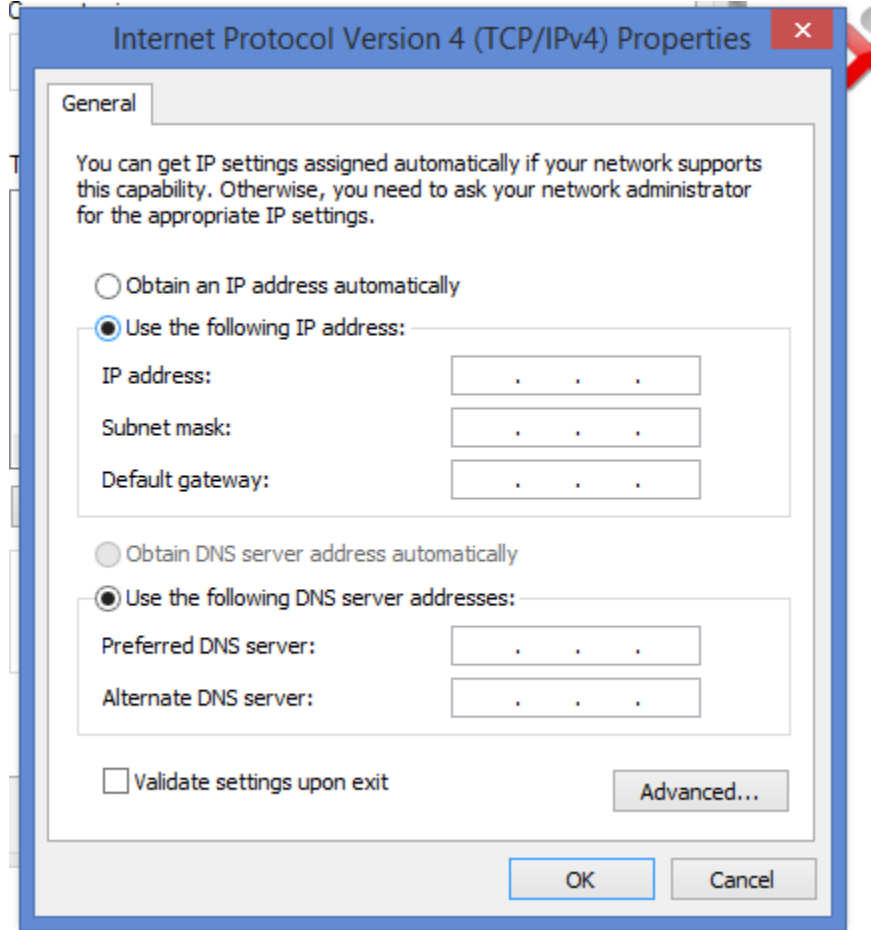 Internet Protocol Version 4 (TCP/IPv4) Properties
General
You can get IP settings assigned automatically if your network supports
this capability. Otherwise, you need to ask your network administrator
for the appropriate IP settings.
Obtain an IP address automatically
Use the following IP address:
IP address:
Subnet mask:
Default gateway:
Obtain DNS server address automatically
Use the following DNS server addresses:
Preferred DNS server:
Alternate DNS server:
Validate settings upon exit
Advanced...
OK
Cancel